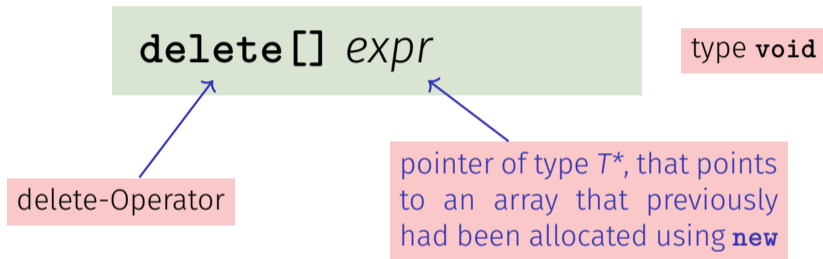 delete[] expr
type void
delete-Operator
pointer of type T*, that points
to an array that previously
had been allocated using new